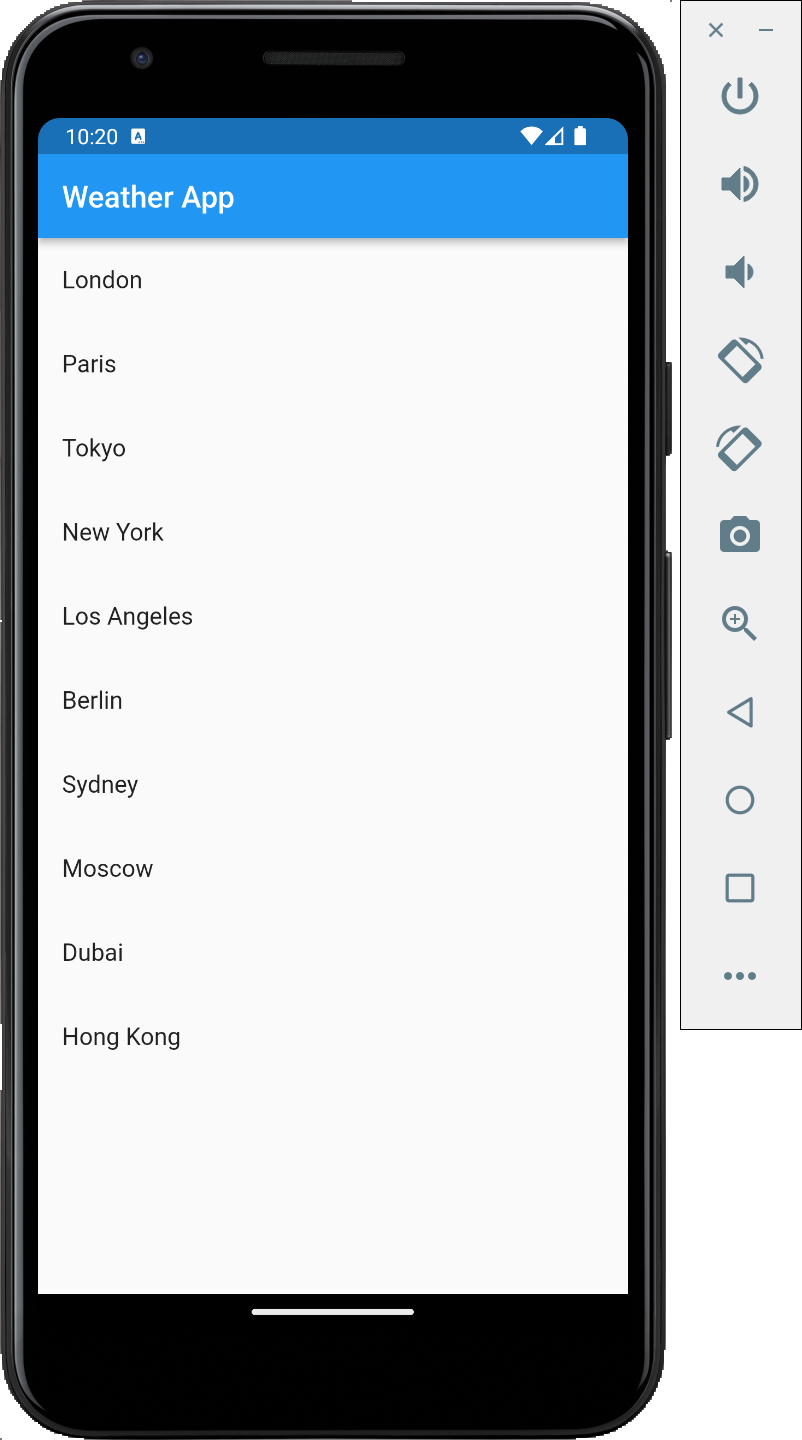 10:20
Weather App
London
Paris
Tokyo
New York
Los Angeles
Berlin
Sydney
Moscow
Dubai
Hong Kong